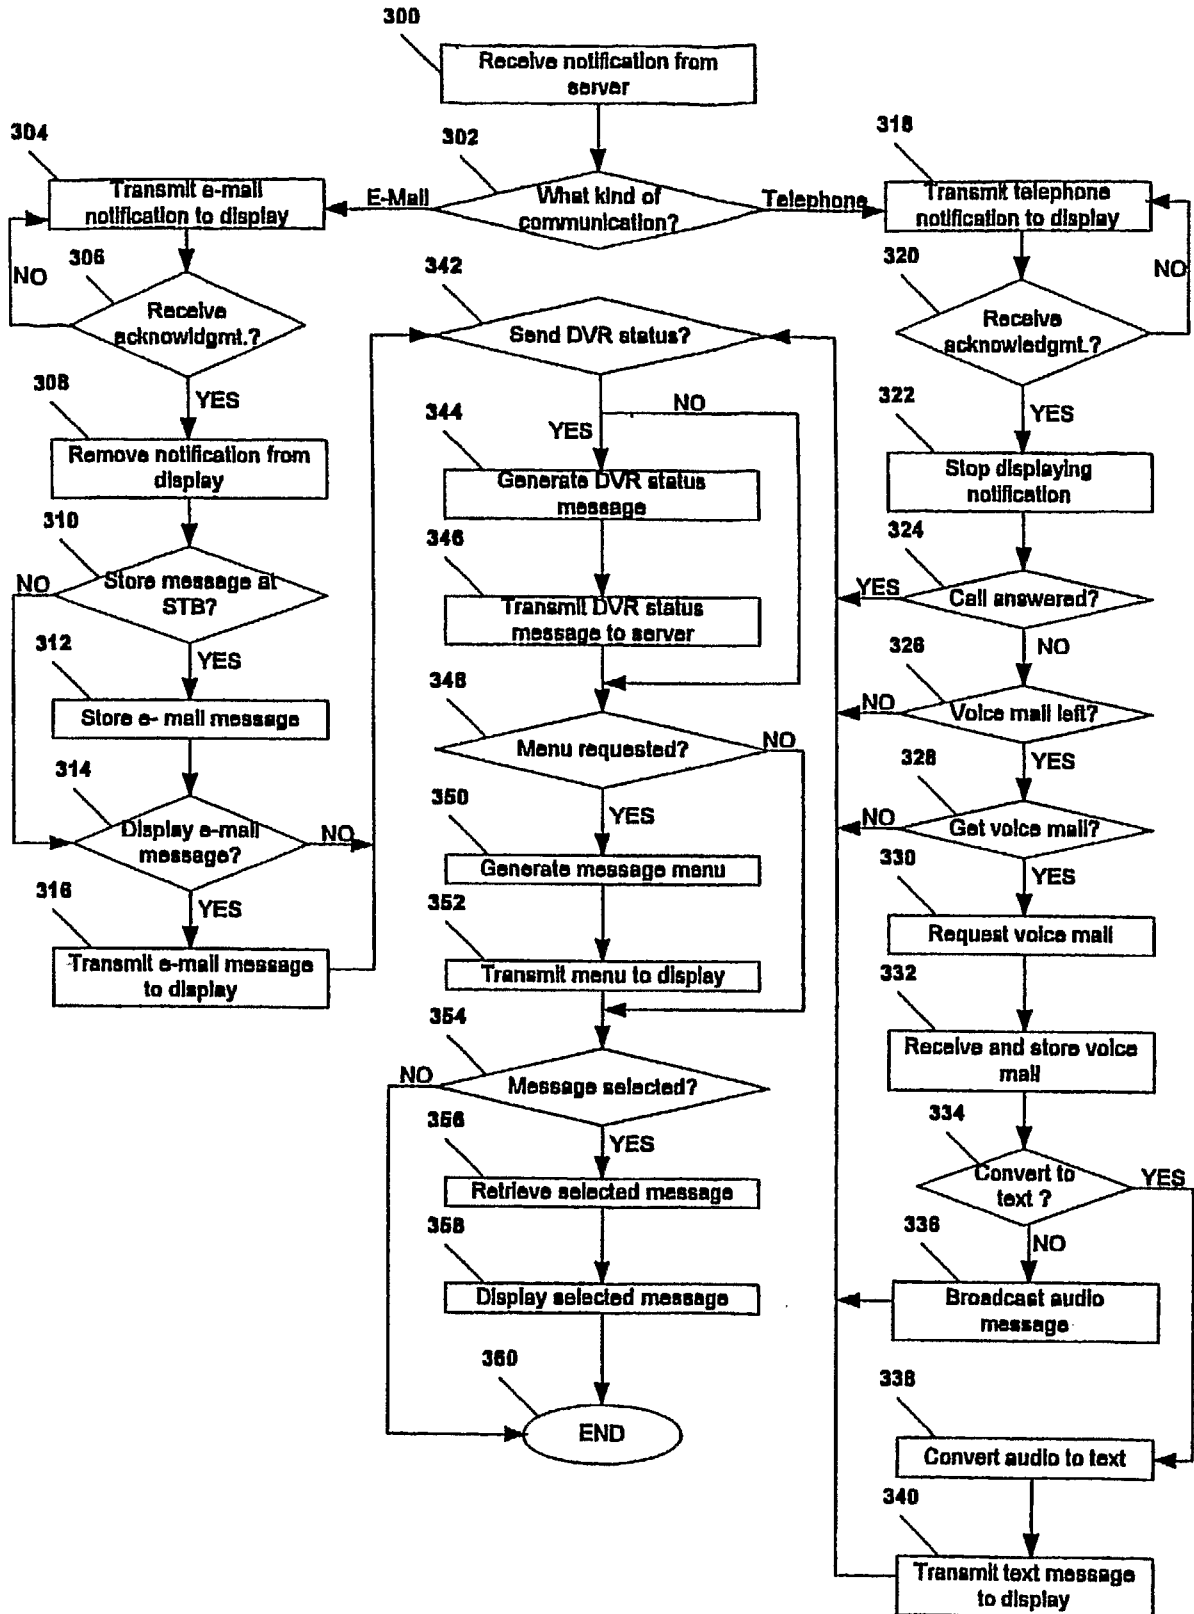 300
Receive notification from
server
304
302
318
Transmit e-mail
notification to display
E-Mail
What kind of
communication?
Telephone
Transmit telephone
notification to display
306
NO
Receive
acknowldgmt.?
342
Send DVR status?
320
NO
Receive
acknowledgmt.?
308
YES
Remove notification from
display
344
YES
NO
Generate DVR status
message
322
YES
Stop displaying
notification
310
NO
Store message at
STB?
346
Transmit DVR status
message to server
324
YES
Call answered?
312
YES
Store e- mail message
348
Menu requested?
NO
326
NO
NO
Voice mail left?
314
Display e-mail
message?
NO
350
YES
Generate message menu
328
YES
NO
Get voice mail?
316
YES
Transmit e-mail message
to display
352
Transmit menu to display
330
YES
Request voice mail
354
NO
Message selected?
332
Receive and store voice
mail
356
YES
Retrieve selected message
334
Convert to
text ?
YES
358
Display selected message
336
NO
Broadcast audio
message
360
END
338
Convert audio to text
340
Transmit text message
to display